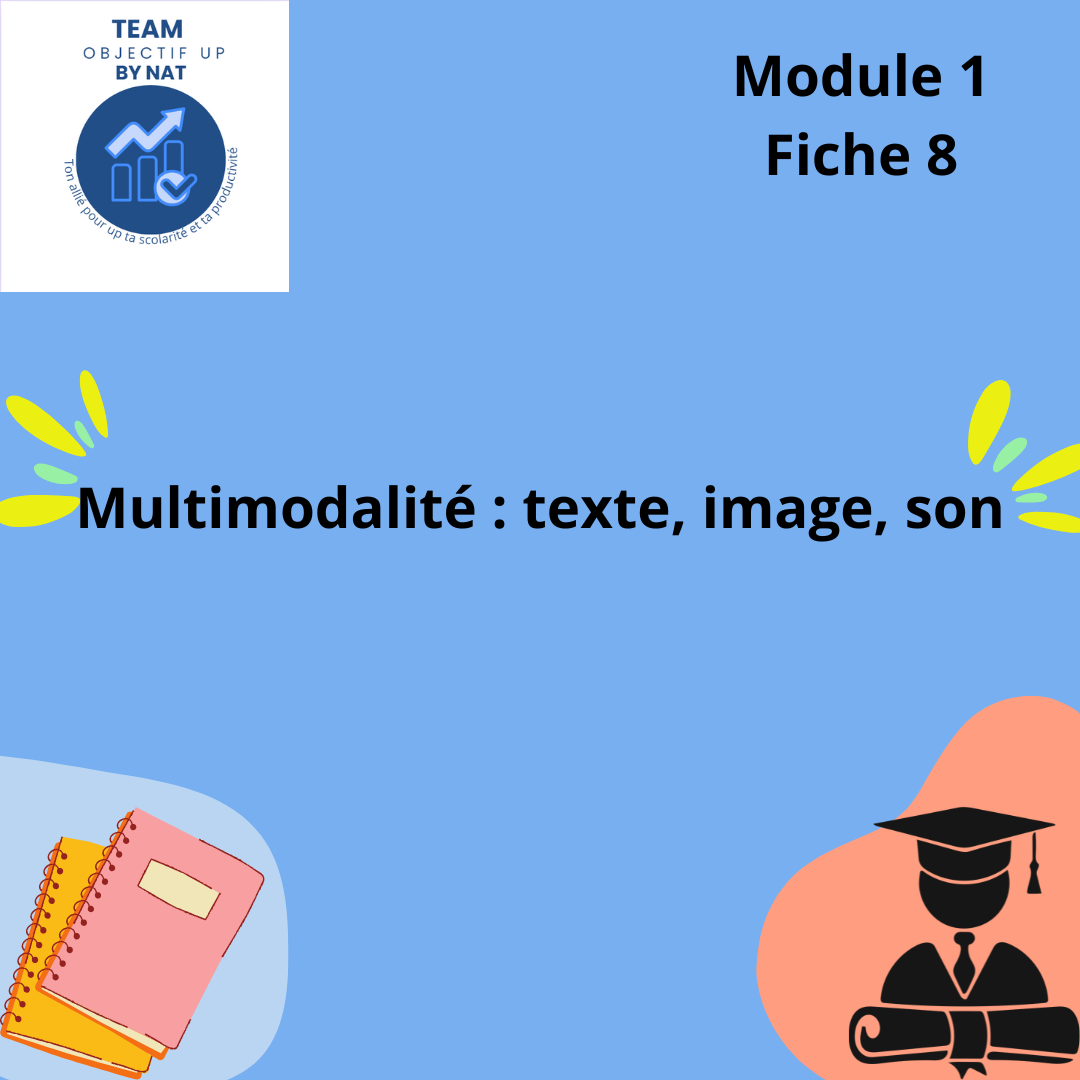 TEAM
OBJECTIF UP
BY NAT
Ton allié pour up ta scolarité et ta productivité
Module 1
Fiche 8
Multimodalité : texte, image, son